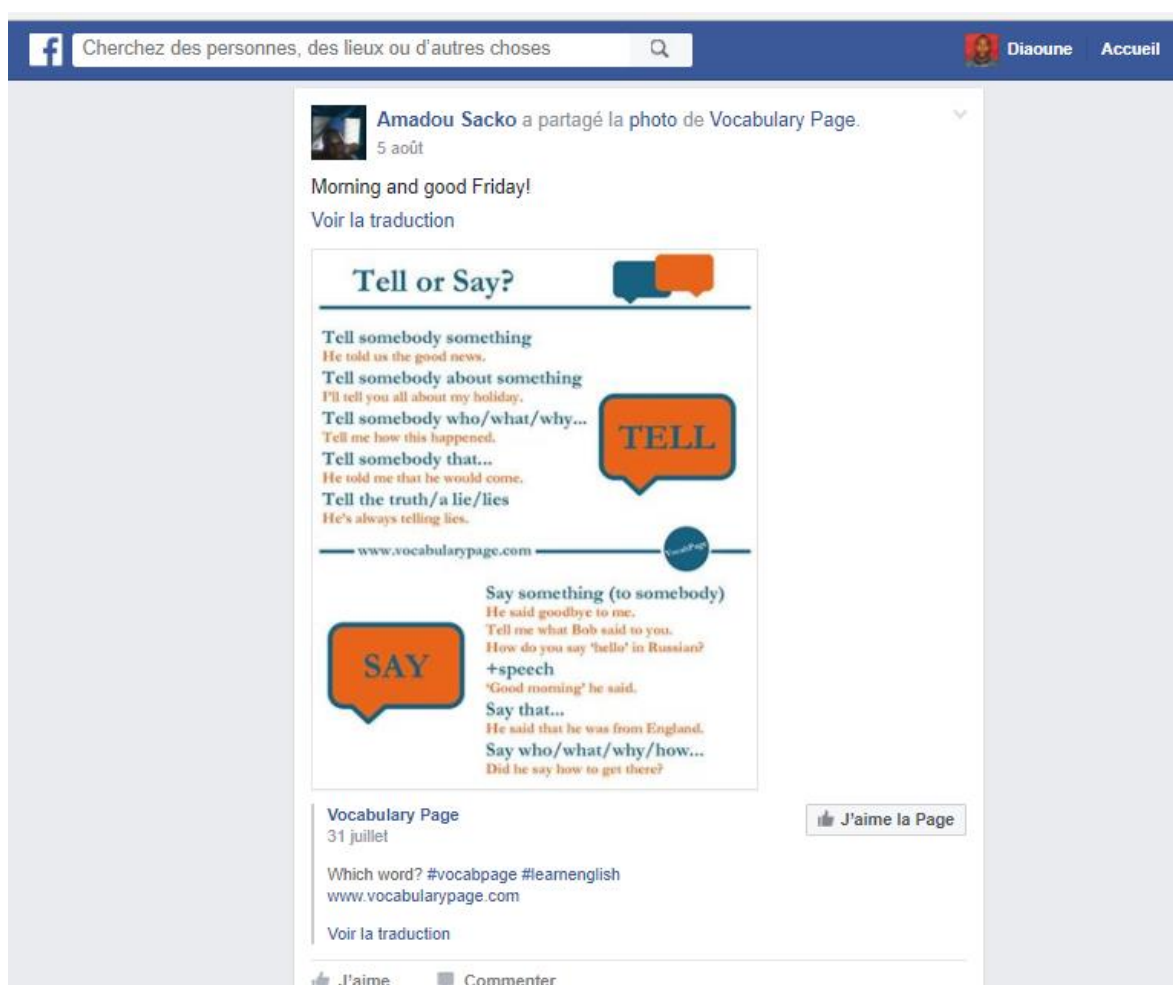 f Cherchez des personnes, des lieux ou d'autres choses Diaoune Accueil
Amadou Sacko a partagé la photo de Vocabulary Page.
5 août
Morning and good Friday!
Voir la traduction
Tell or Say?
Tell somebody something
He told us the good news.
Tell somebody about something
I'll tell you all about my holiday.
Tell somebody who/what/why...
Tell me how this happened.
Tell somebody that...
He told me that he would come.
Tell the truth/a lie/lies
He's always telling lies.
TELL
www.vocabularypage.com VocabPage
SAY
Say something (to somebody)
He said goodbye to me.
Tell me what Bob said to you.
How do you say 'hello' in Russian?
+speech
'Good morning' he said.
Say that...
He said that he was from England.
Say who/what/why/how...
Did he say how to get there?
Vocabulary Page
31 juillet
J'aime la Page
Which word? #vocabpage #learnenglish
www.vocabularypage.com
Voir la traduction
J'aime Commenter